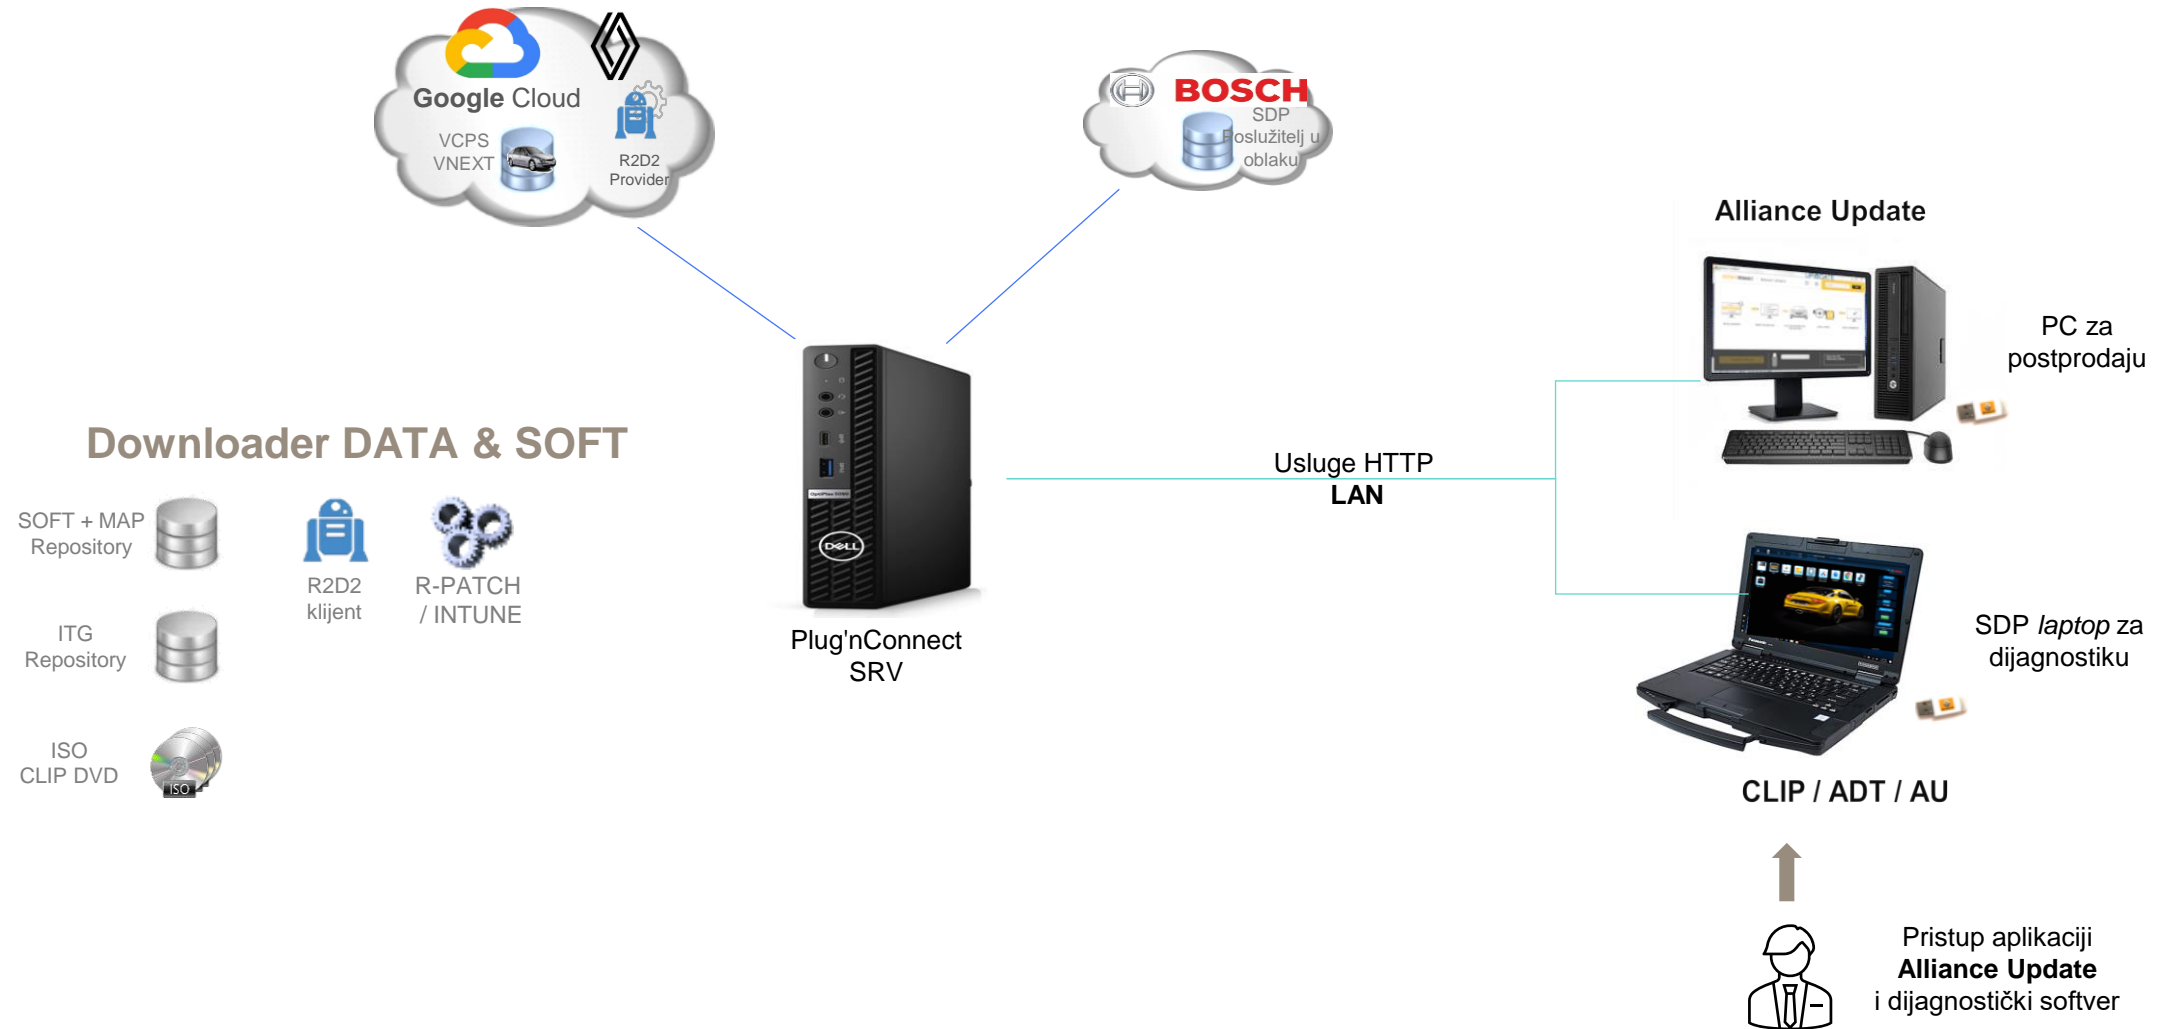 Google Cloud
VCPS
VNEXT
R2D2
Provider
BOSCH
SDP
Poslužitelj u
oblaku
Alliance Update
PC za
postprodaju
Downloader DATA & SOFT
SOFT + MAP
Repository
R2D2
klijent
R-PATCH
/ INTUNE
ITG
Repository
ISO
CLIP DVD
ISO
DELL
Plug'nConnect
SRV
Usluge HTTP
LAN
SDP laptop za
dijagnostiku
CLIP / ADT / AU
Pristup aplikaciji
Alliance Update
i dijagnostički softver